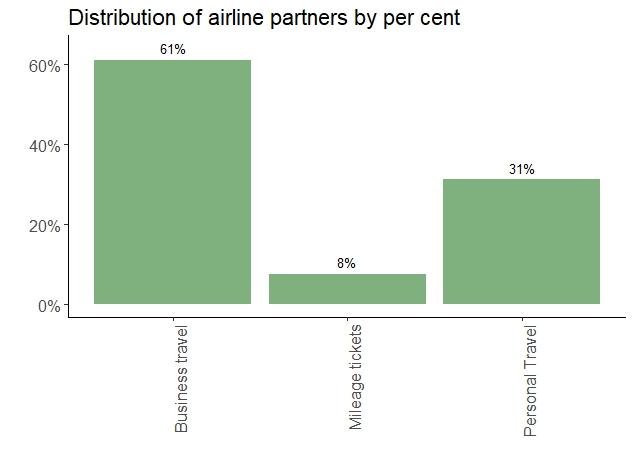 Distribution of airline partners by per cent
61%
60%
40%
31%
20%
8%
0%
Business travel
Mileage tickets
Personal Travel